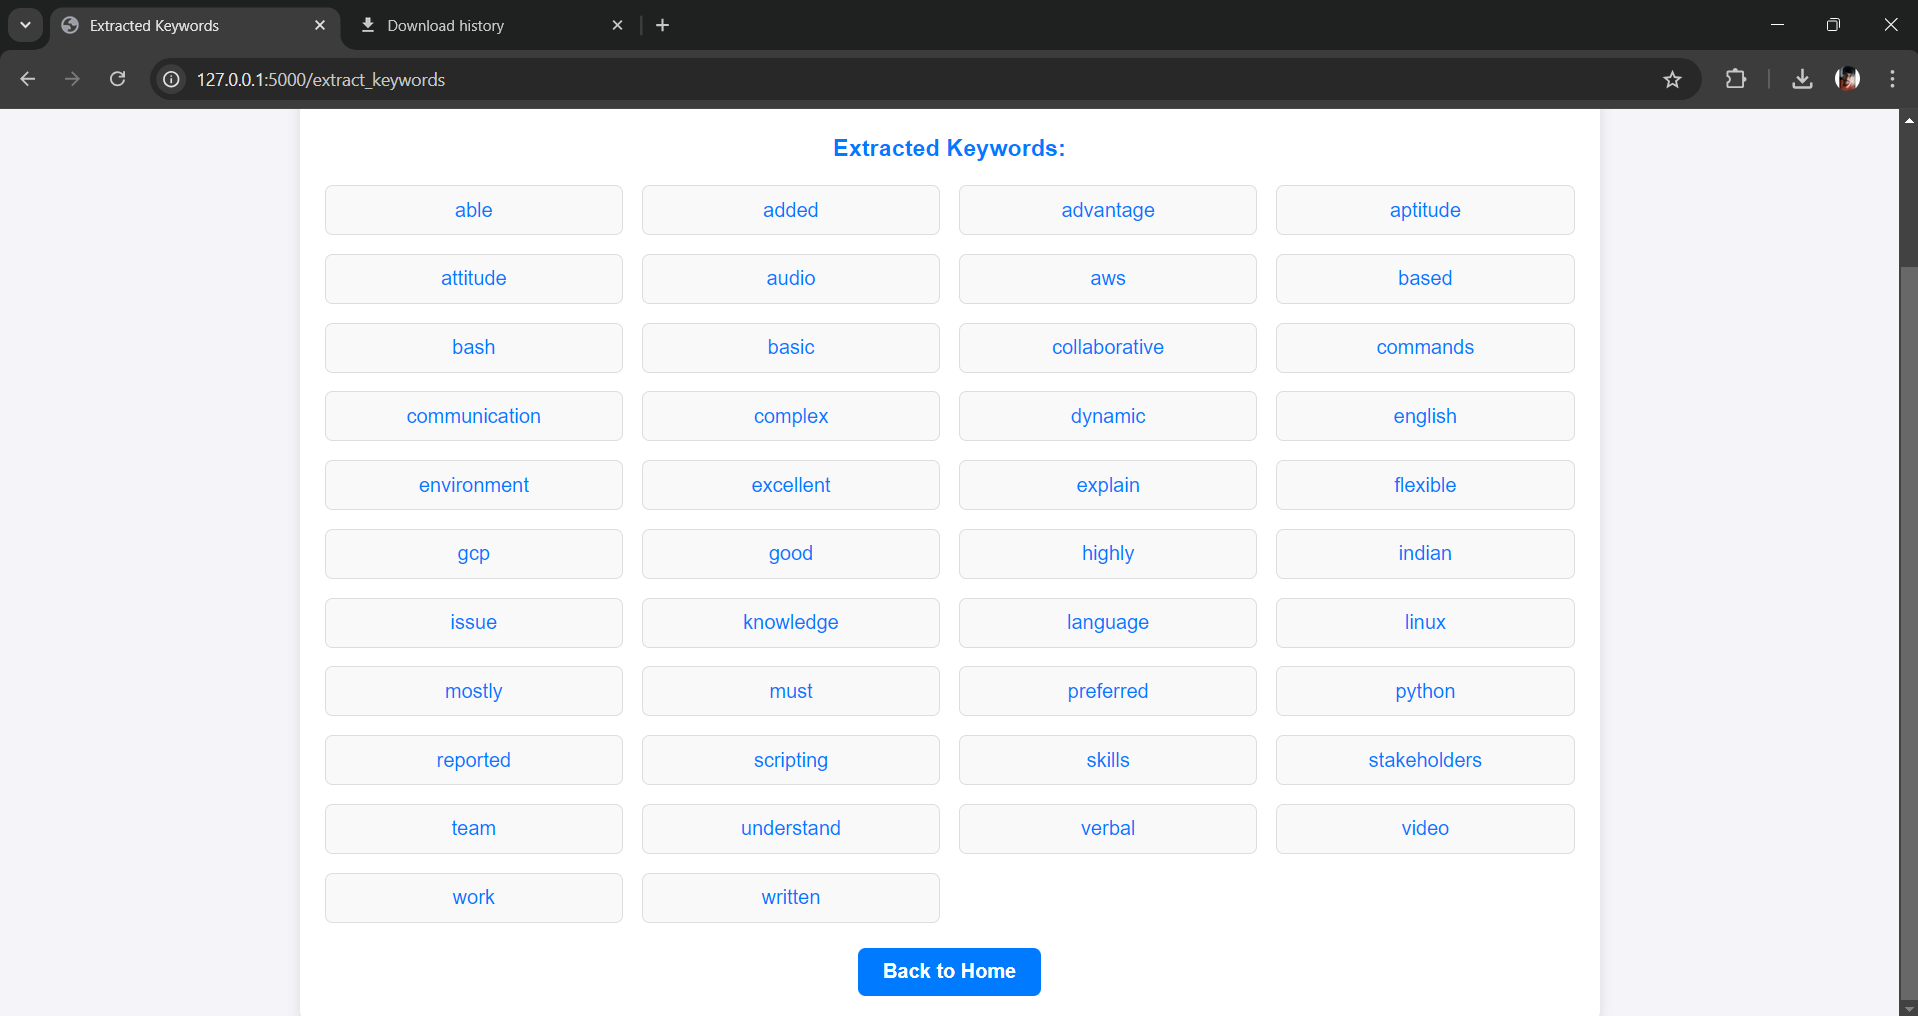 Extracted Keywords
Download history
127.0.0.1:5000/extract_keywords
Extracted Keywords:
able added advantage aptitude
attitude audio aws based
bash basic collaborative commands
communication complex dynamic english
environment excellent explain flexible
gcp good highly indian
issue knowledge language linux
mostly must preferred python
reported scripting skills stakeholders
team understand verbal video
work written
Back to Home